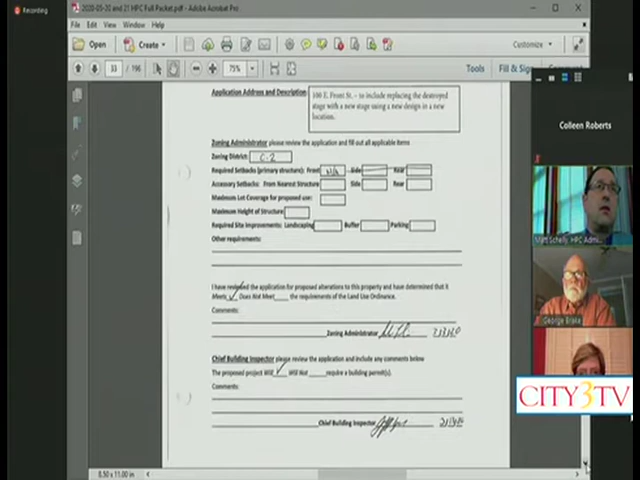 Recording
2020-05-20 and 21 HPC Full Packet.pdf - Adobe Acrobat Pro
File Edit View Window Help
Open Create Customize
33 / 196 75% Tools Fill & Sign
Application Address and Description:
100 E. Front St. – to include replacing the destroyed
stage with a new stage using a new design in a new
location.
Zoning Administrator please review the application and fill out all applicable items
Zoning District: C-2
Required Setbacks (primary structure): Front N/A Side Rear
Accessory Setbacks: From Nearest Structure Side Rear
Maximum Lot Coverage for proposed use:
Maximum Height of Structure:
Required Site Improvements: Landscaping Buffer Parking
Other requirements:
I have reviewed the application for proposed alterations to this property and have determined that it
Meets ✓ Does Not Meet the requirements of the Land Use Ordinance.
Comments:
Zoning Administrator
Chief Building Inspector please review the application and include any comments below
The proposed project Will ✓ Will Not require a building permit(s).
Comments:
Chief Building Inspector
8.50 x 11.00 in
Colleen Roberts
Matt Schelly, HPC Admi...
George
CITY3TV